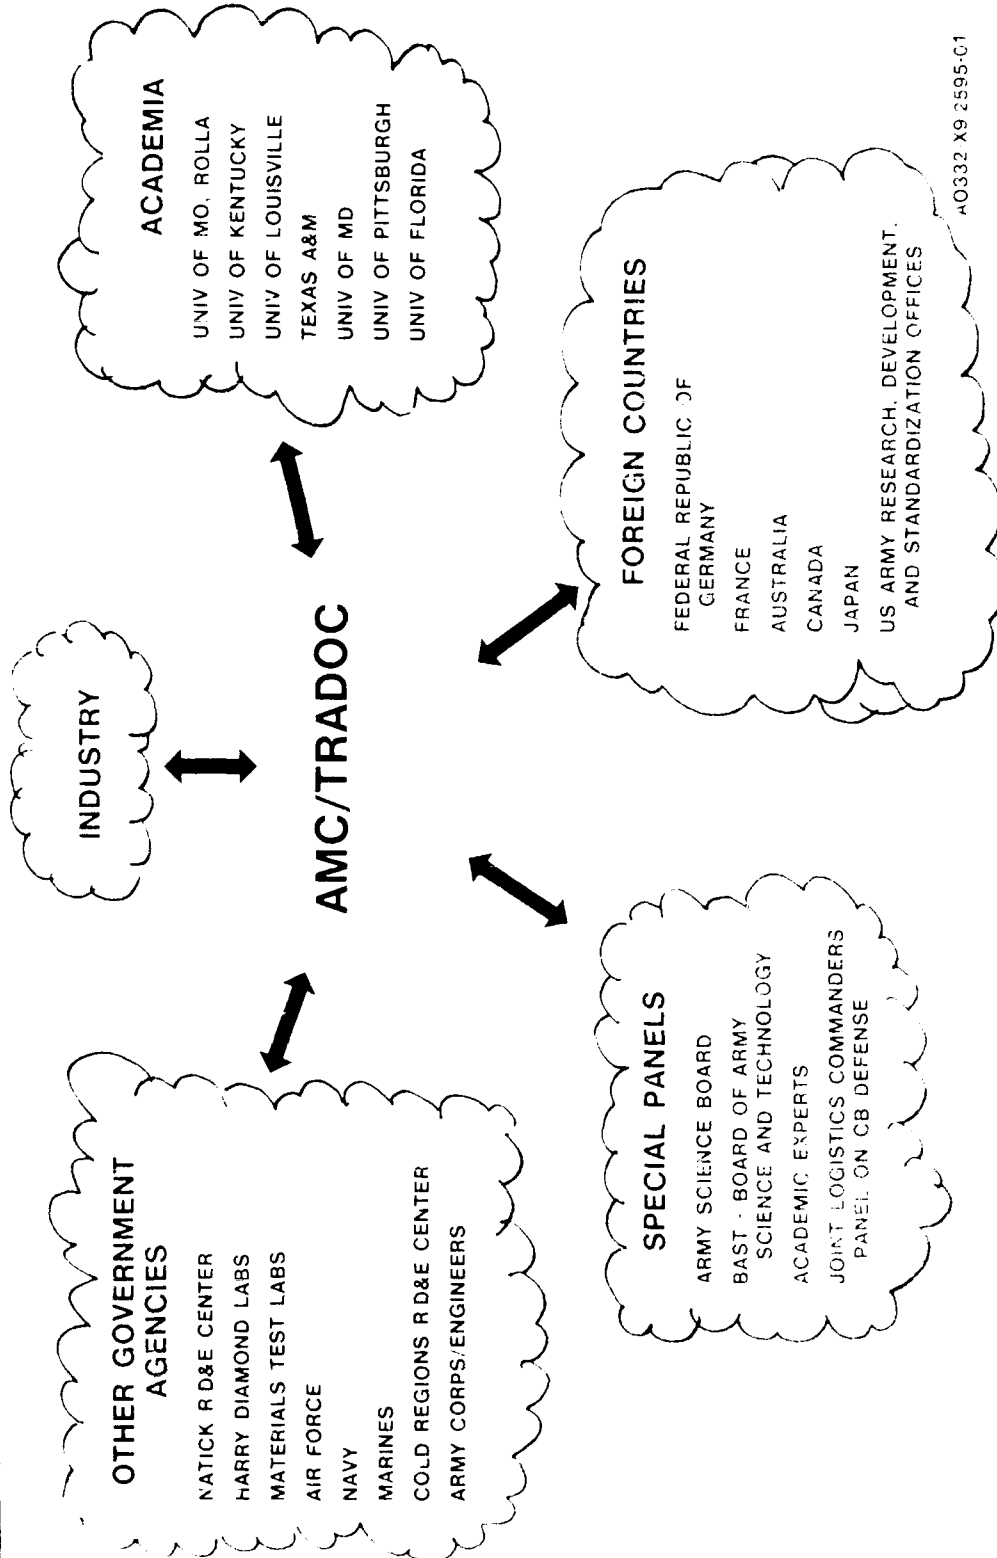 INDUSTRY
OTHER GOVERNMENT
AGENCIES
NATICK RD&E CENTER
HARRY DIAMOND LABS
MATERIALS TEST LABS
AIR FORCE
NAVY
MARINES
COLD REGIONS RD&E CENTER
ARMY CORPS/ENGINEERS
AMC/TRADOC
ACADEMIA
UNIV OF MO, ROLLA
UNIV OF KENTUCKY
UNIV OF LOUISVILLE
TEXAS A&M
UNIV OF MD
UNIV OF PITTSBURGH
UNIV OF FLORIDA
SPECIAL PANELS
ARMY SCIENCE BOARD
BAST - BOARD OF ARMY
SCIENCE AND TECHNOLOGY
ACADEMIC EXPERTS
JOINT LOGISTICS COMMANDERS
PANEL ON CB DEFENSE
FOREIGN COUNTRIES
FEDERAL REPUBLIC OF
GERMANY
FRANCE
AUSTRALIA
CANADA
JAPAN
US ARMY RESEARCH, DEVELOPMENT,
AND STANDARDIZATION OFFICES
A0332 X9 2595-01